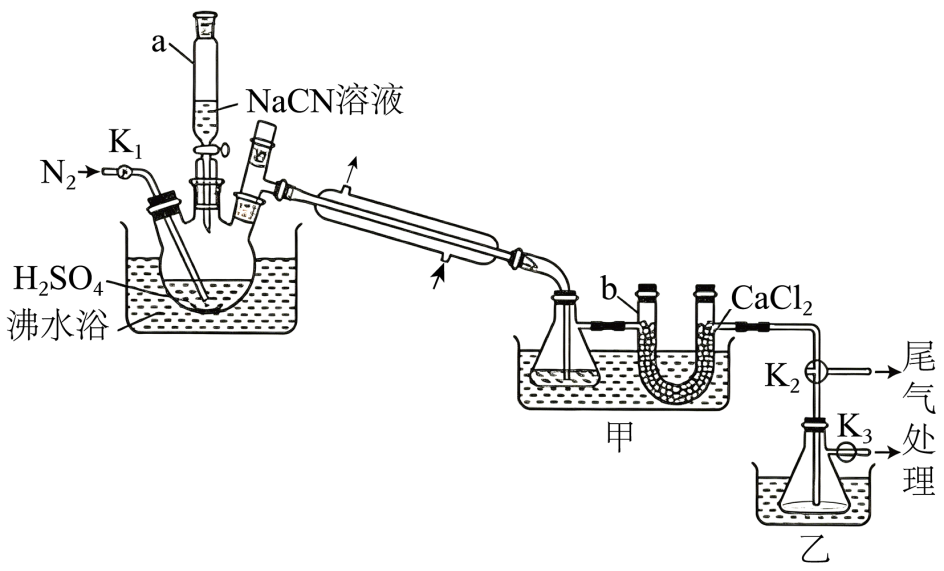 a
NaCN溶液
K₁
N₂
H₂SO₄
沸水浴
b
CaCl₂
K₂
尾气处理
K₃
甲
乙